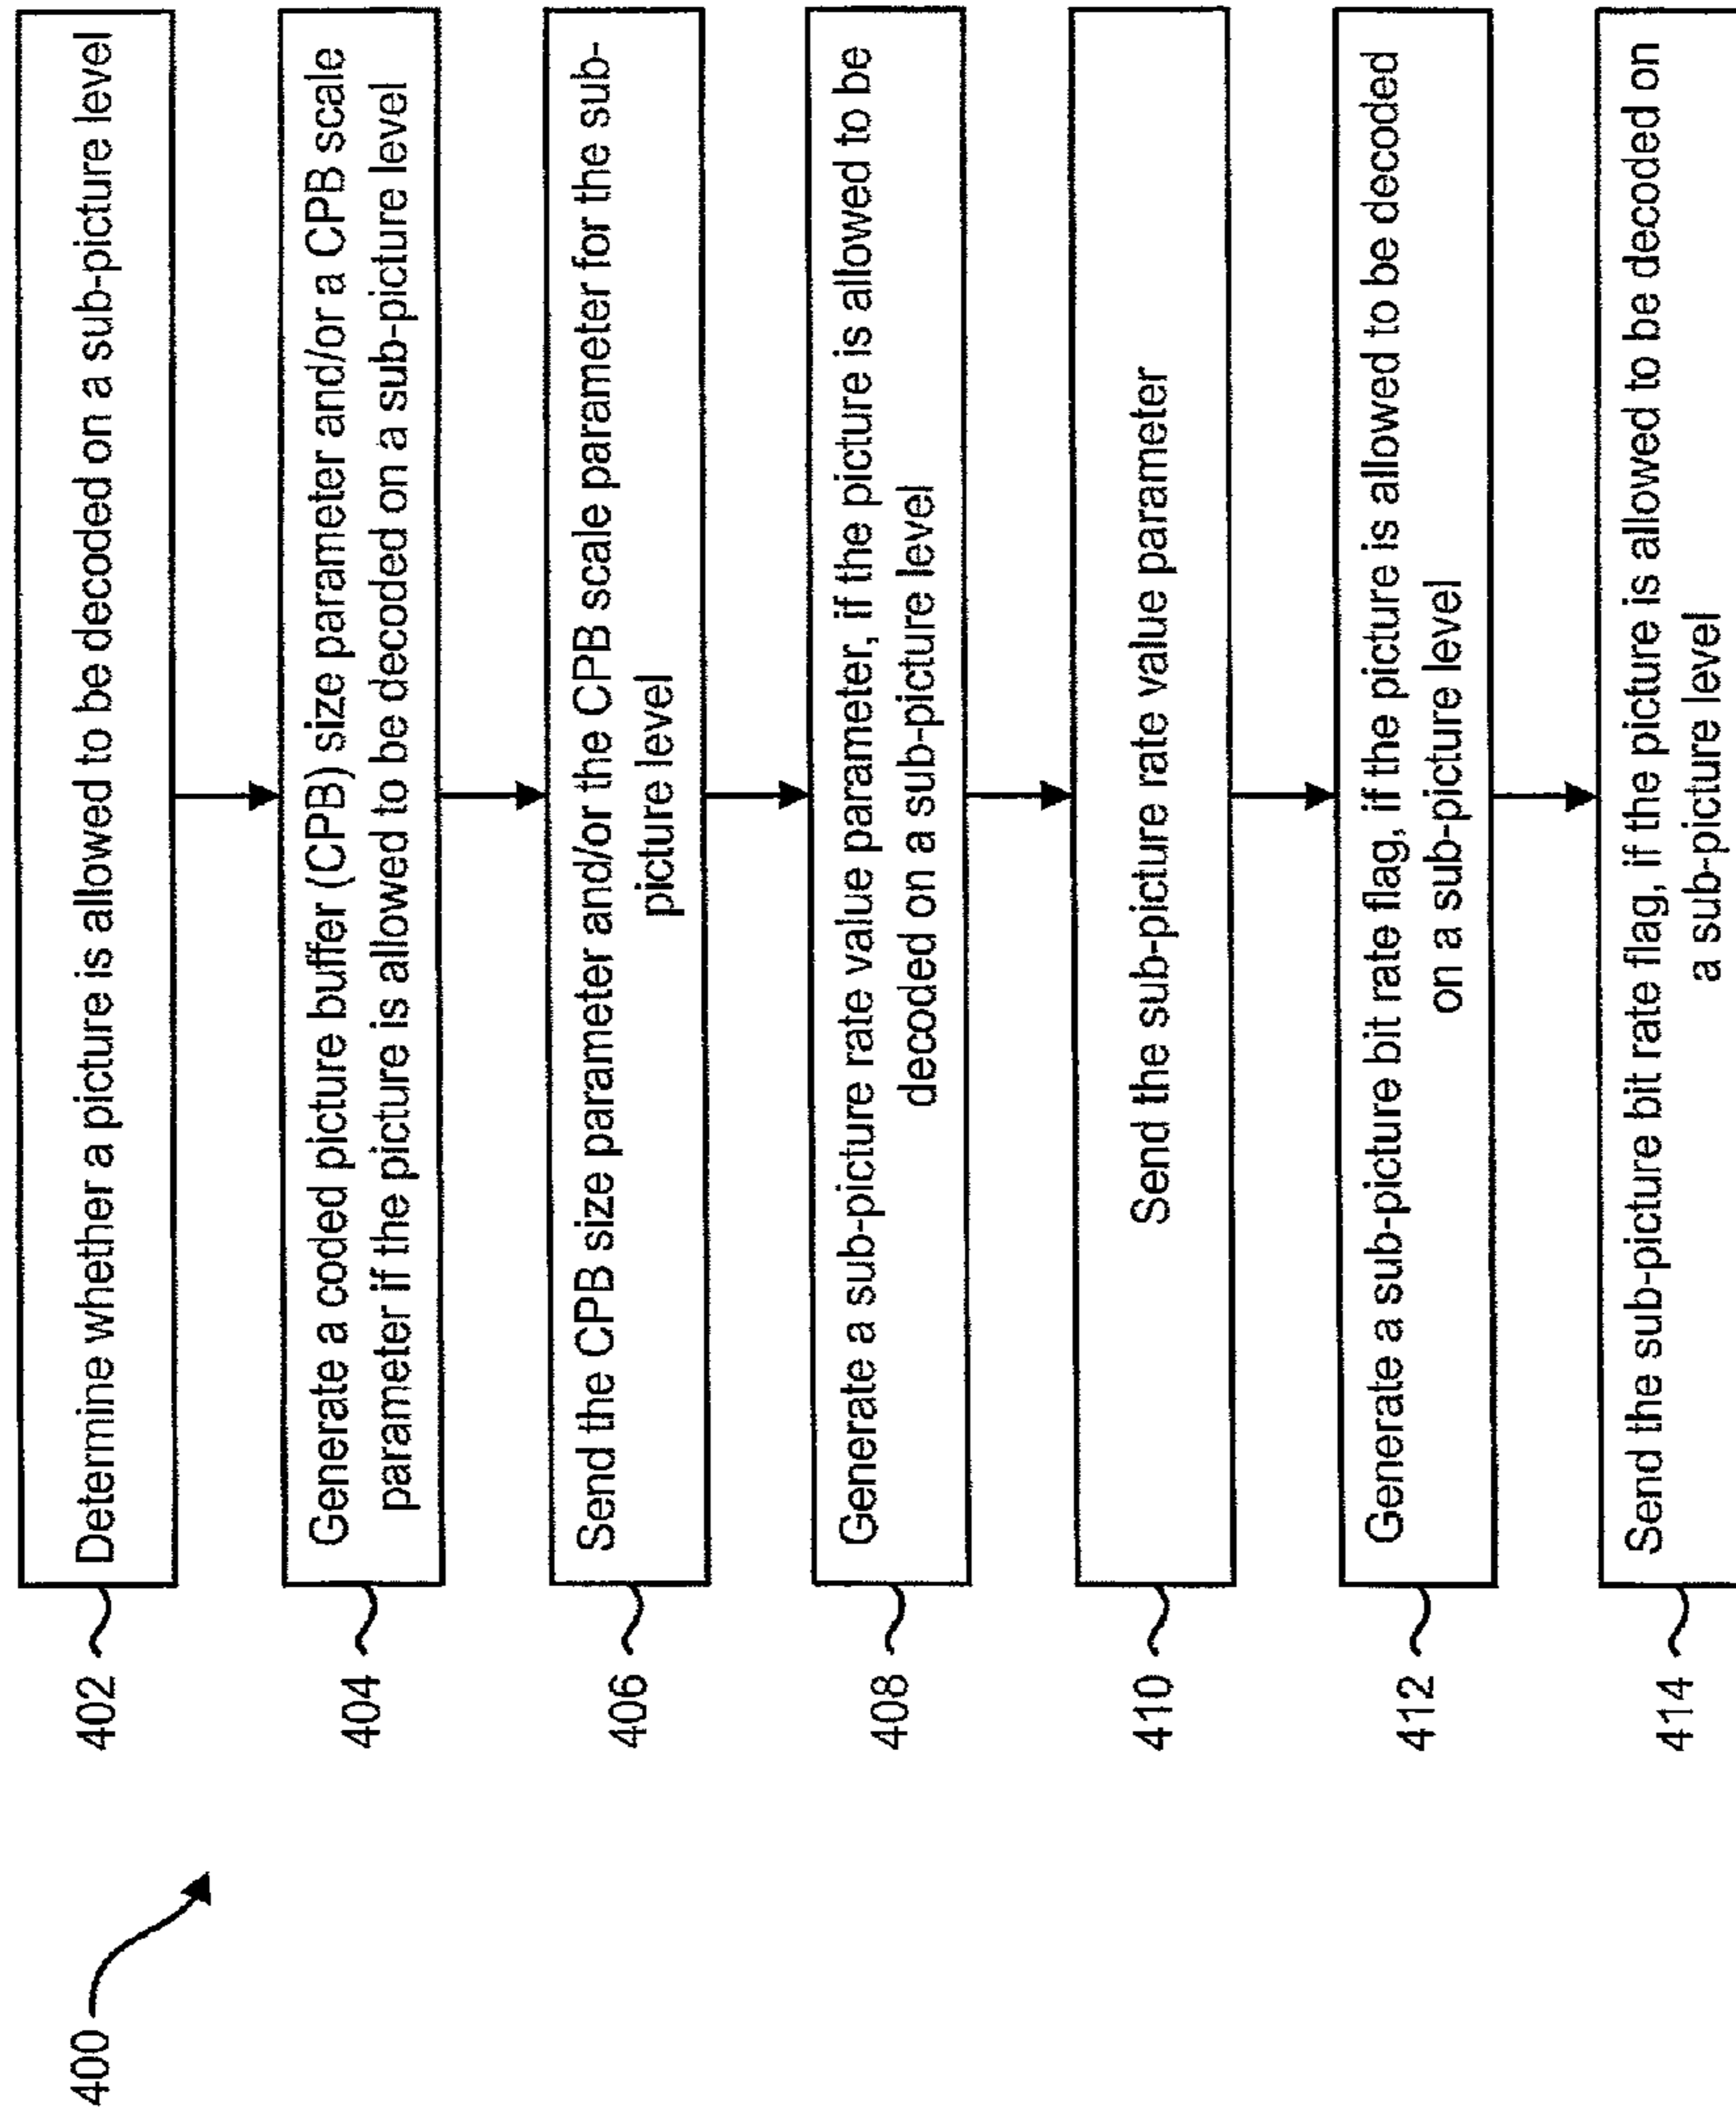 400
402
Determine whether a picture is allowed to be decoded on a sub-picture level
404
Generate a coded picture buffer (CPB) size parameter and/or a CPB scale
parameter if the picture is allowed to be decoded on a sub-picture level
406
Send the CPB size parameter and/or the CPB scale parameter for the sub-
picture level
408
Generate a sub-picture rate value parameter, if the picture is allowed to be
decoded on a sub-picture level
410
Send the sub-picture rate value parameter
412
Generate a sub-picture bit rate flag, if the picture is allowed to be decoded
on a sub-picture level
414
Send the sub-picture bit rate flag, if the picture is allowed to be decoded on
a sub-picture level